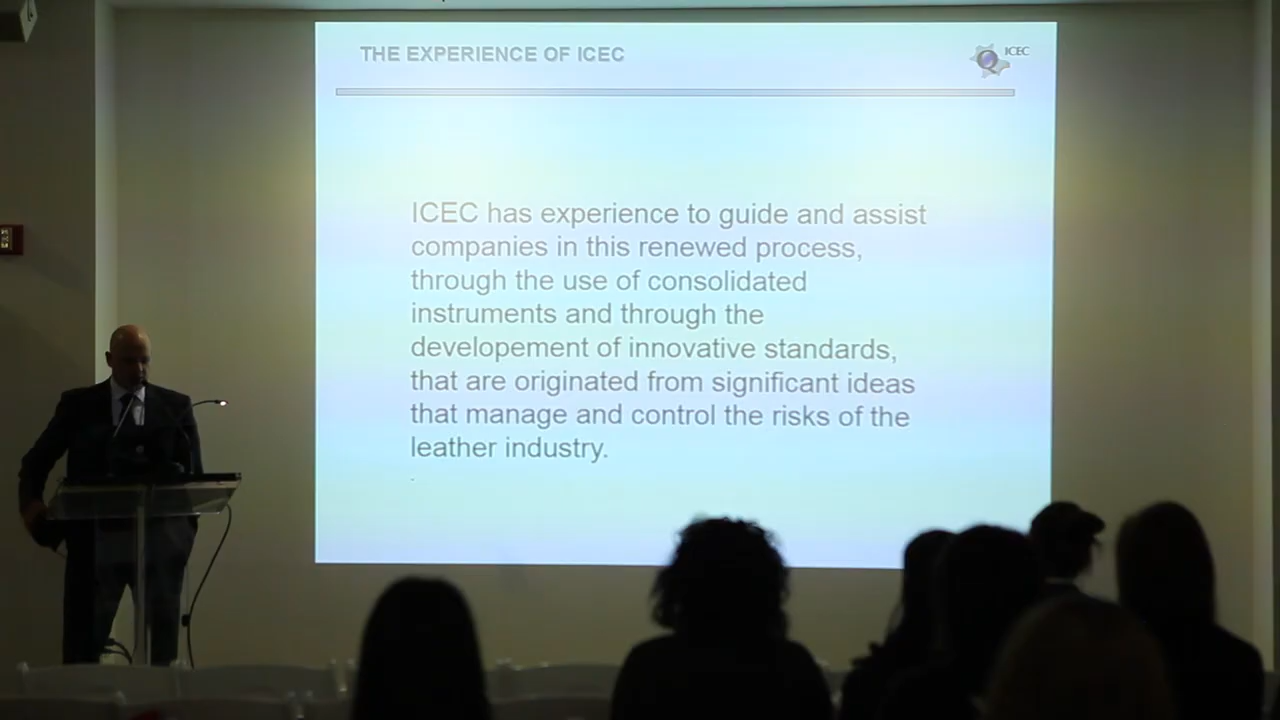 THE EXPERIENCE OF ICEC
ICEC
ICEC has experience to guide and assist
companies in this renewed process,
through the use of consolidated
instruments and through the
developement of innovative standards,
that are originated from significant ideas
that manage and control the risks of the
leather industry.
.